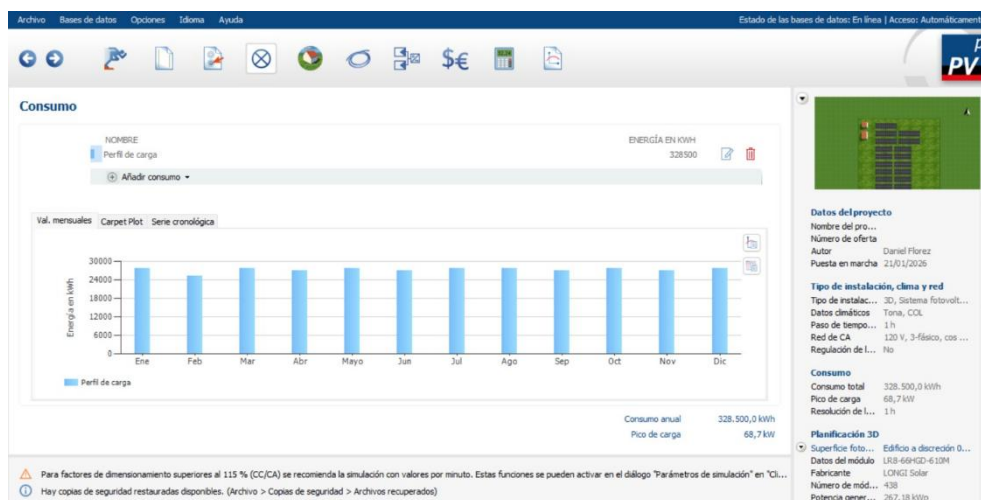 Archivo Bases de datos Opciones Idioma Ayuda Estado de las bases de datos: En línea | Acceso: Automáticament
$€
PV
Consumo
NOMBRE ENERGÍA EN KWH
Perfil de carga 328500
Añadir consumo
Val. mensuales Carpet Plot Serie cronológica
Energía en kWh
30000
24000
18000
12000
6000
0
Ene Feb Mar Abr Mayo Jun Jul Ago Sep Oct Nov Dic
Perfil de carga
Consumo anual 328.500,0 kWh
Pico de carga 68,7 kW
Para factores de dimensionamiento superiores al 115 % (CC/CA) se recomienda la simulación con valores por minuto. Estas funciones se pueden activar en el diálogo "Parámetros de simulación" en "Cli...
Hay copias de seguridad restauradas disponibles. (Archivo > Copias de seguridad > Archivos recuperados)
Datos del proyecto
Nombre del pro...
Número de oferta
Autor Daniel Florez
Puesta en marcha 21/01/2026
Tipo de instalación, clima y red
Tipo de instalac... 3D, Sistema fotovolt...
Datos climáticos Tona, COL
Paso de tiempo... 1 h
Red de CA 120 V, 3-fásico, cos ...
Regulación de l... No
Consumo
Consumo total 328.500,0 kWh
Pico de carga 68,7 kW
Resolución de l... 1 h
Planificación 3D
Superficie foto... Edificio a discreción 0...
Datos del módulo LR8-66HGD-610M
Fabricante LONGI Solar
Número de mód... 438
Potencia gener... 267,18 kWp